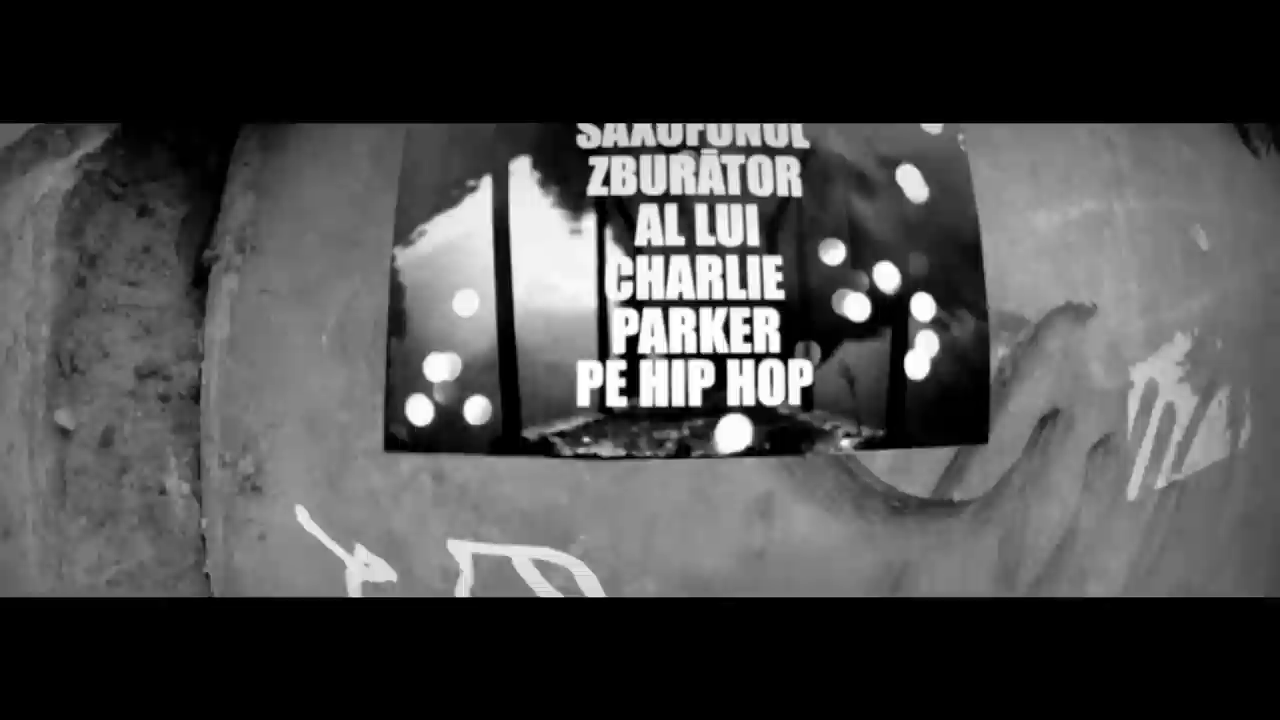 SAXOFONUL
ZBURĂTOR
AL LUI
CHARLIE
PARKER
PE HIP HOP